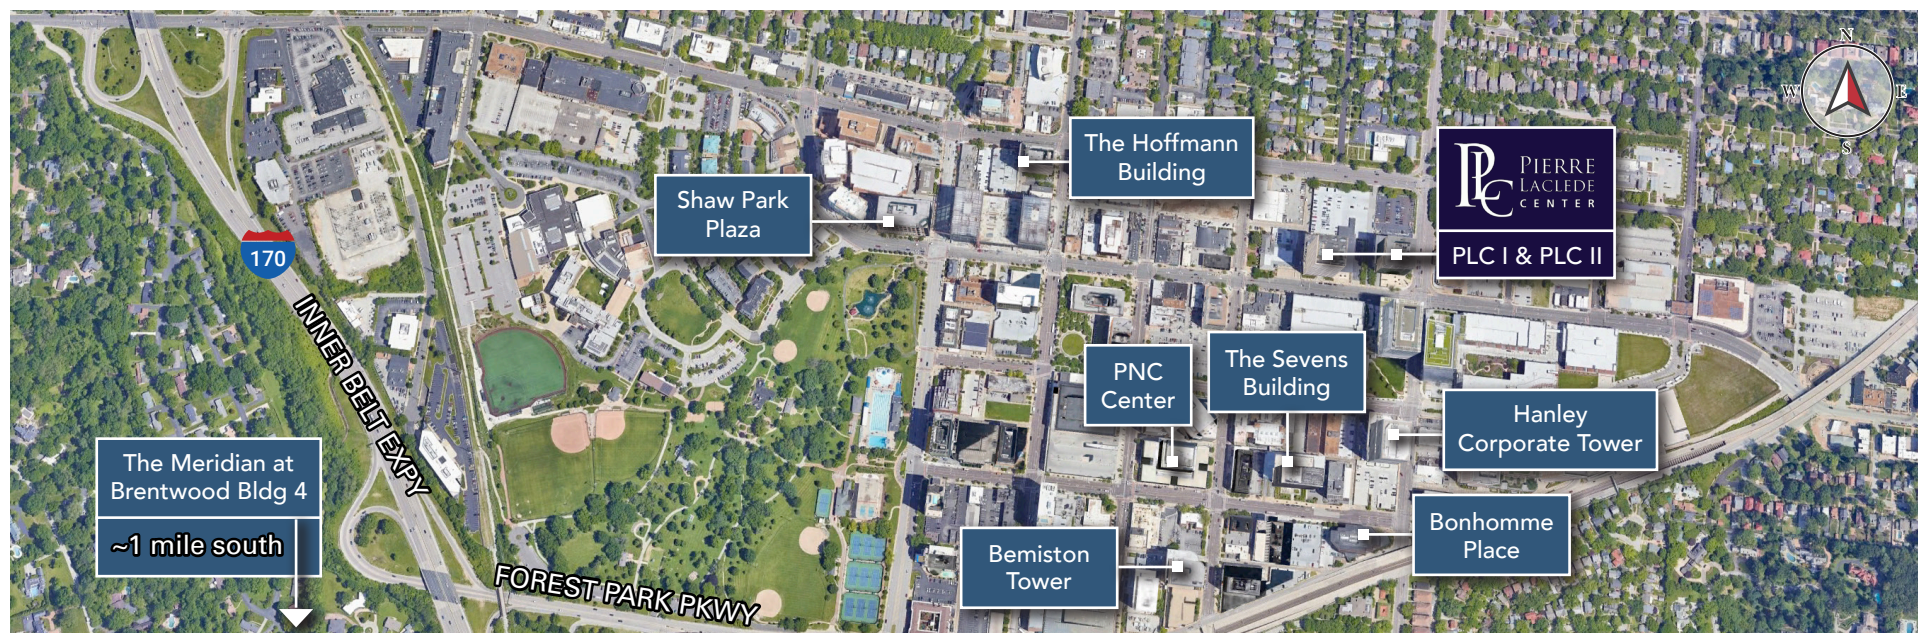 N
W
E
S
The Hoffmann
Building
PLC
PIERRE
LACLEDE
CENTER
PLC I & PLC II
Shaw Park
Plaza
170
INNER BELT EXPY
PNC
Center
The Sevens
Building
Hanley
Corporate Tower
The Meridian at
Brentwood Bldg 4
~1 mile south
Bonhomme
Place
Bemiston
Tower
FOREST PARK PKWY